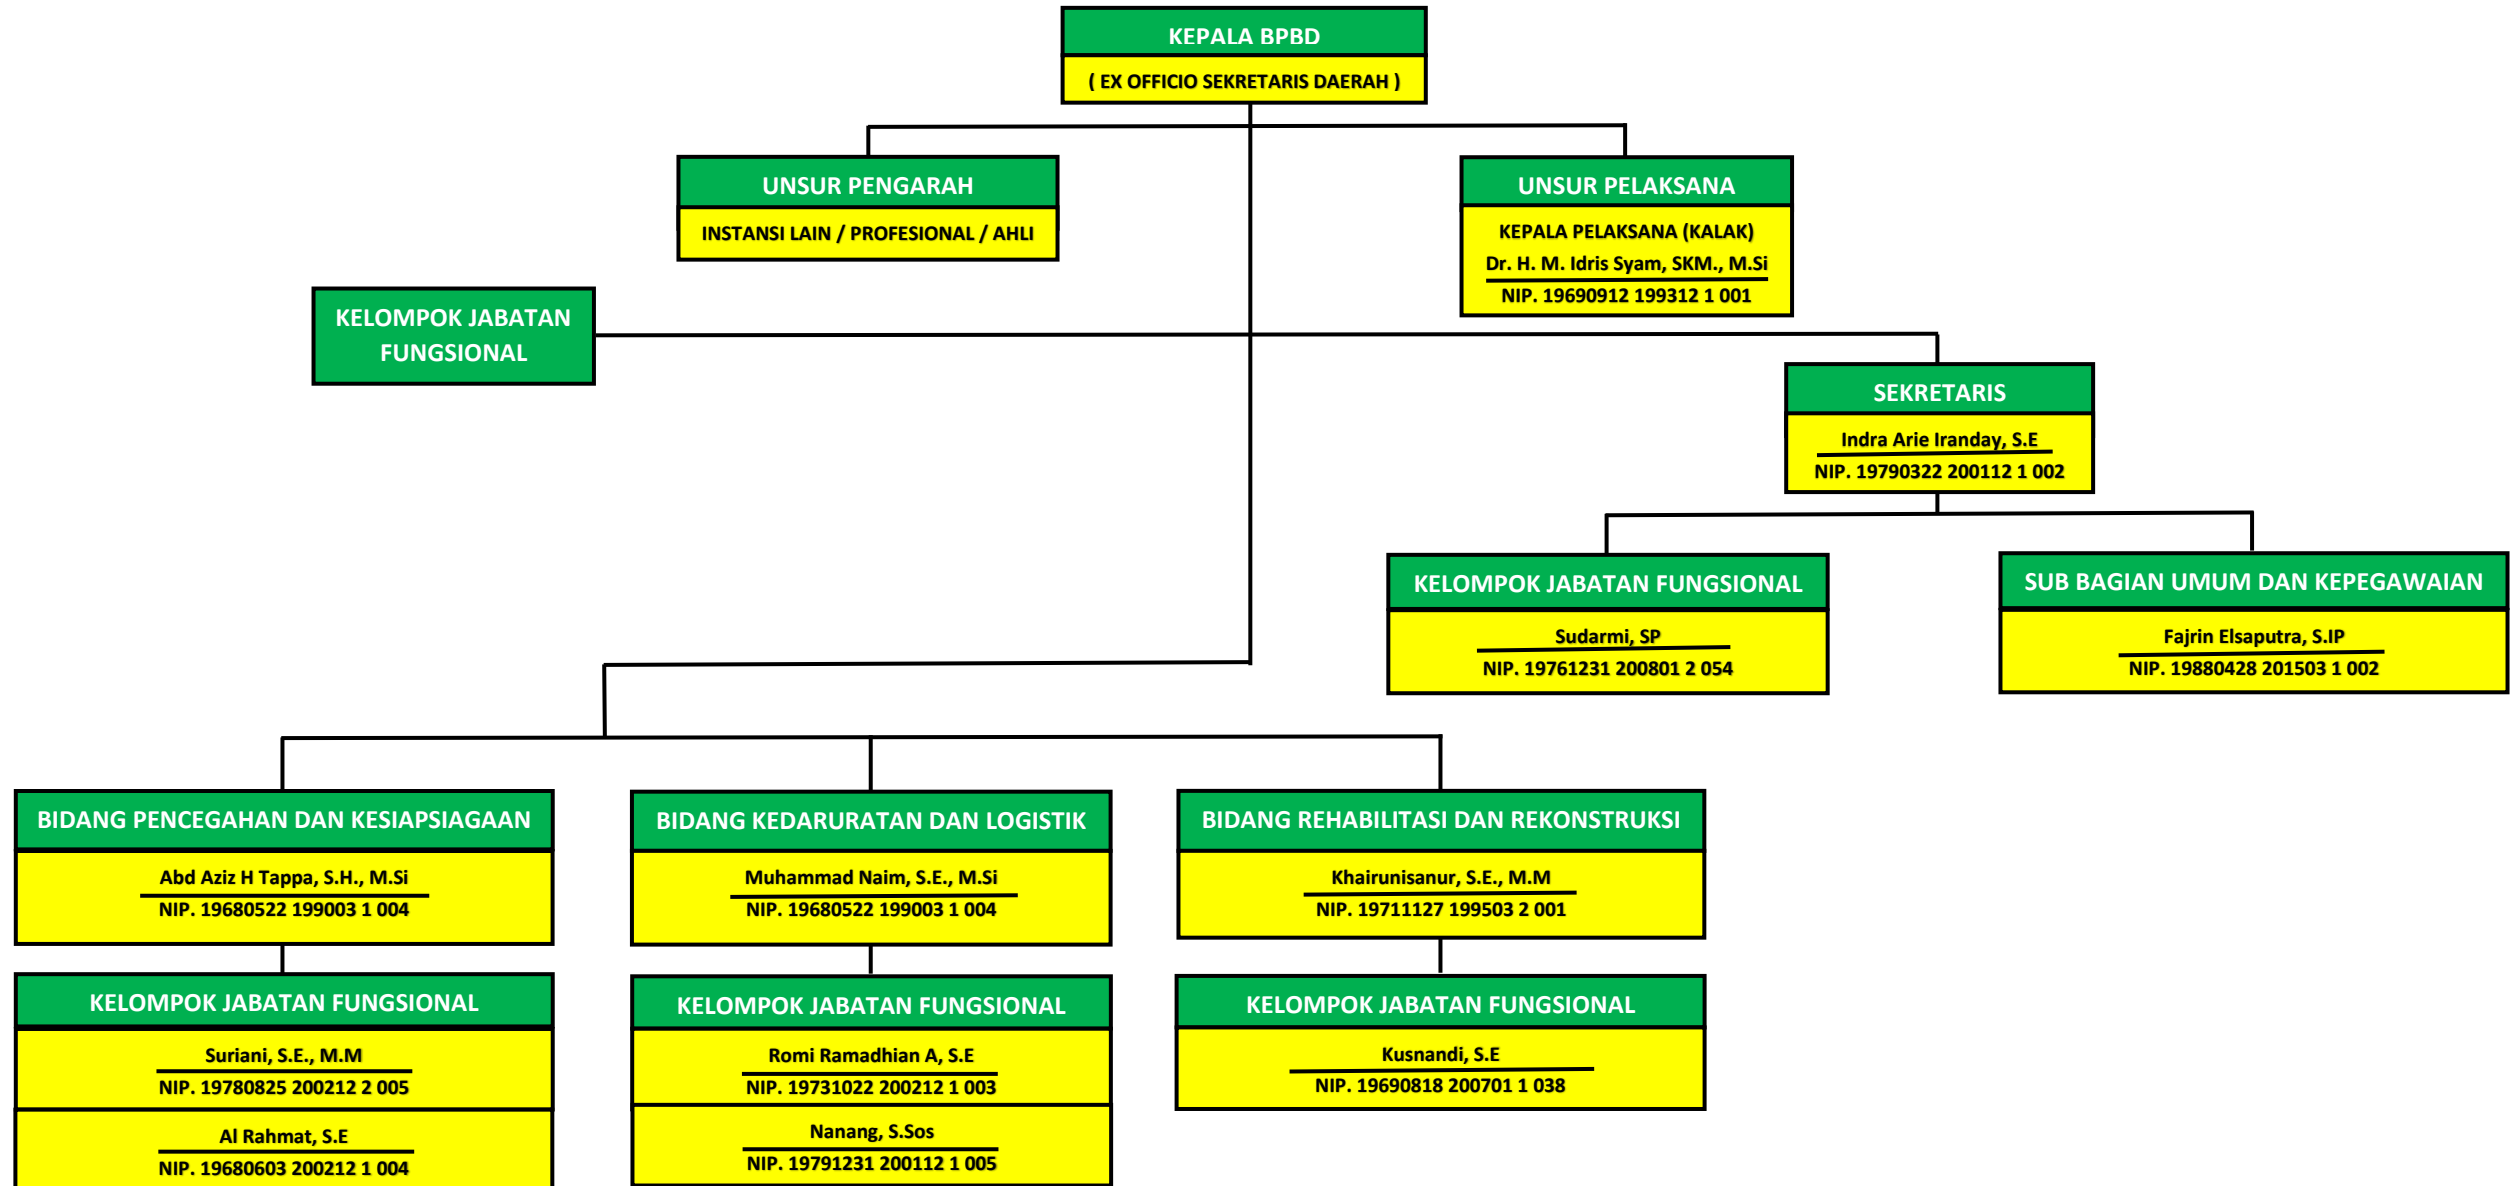 KEPALA BPBD
( EX OFFICIO SEKRETARIS DAERAH )
UNSUR PENGARAH
INSTANSI LAIN / PROFESIONAL / AHLI
UNSUR PELAKSANA
KEPALA PELAKSANA (KALAK)
Dr. H. M. Idris Syam, SKM., M.Si
NIP. 19690912 199312 1 001
KELOMPOK JABATAN
FUNGSIONAL
SEKRETARIS
Indra Arie Iranday, S.E
NIP. 19790322 200112 1 002
KELOMPOK JABATAN FUNGSIONAL
Sudarmi, SP
NIP. 19761231 200801 2 054
SUB BAGIAN UMUM DAN KEPEGAWAIAN
Fajrin Elsaputra, S.IP
NIP. 19880428 201503 1 002
BIDANG PENCEGAHAN DAN KESIAPSIAGAAN
Abd Aziz H Tappa, S.H., M.Si
NIP. 19680522 199003 1 004
KELOMPOK JABATAN FUNGSIONAL
Suriani, S.E., M.M
NIP. 19780825 200212 2 005
Al Rahmat, S.E
NIP. 19680603 200212 1 004
BIDANG KEDARURATAN DAN LOGISTIK
Muhammad Naim, S.E., M.Si
NIP. 19680522 199003 1 004
KELOMPOK JABATAN FUNGSIONAL
Romi Ramadhian A, S.E
NIP. 19731022 200212 1 003
Nanang, S.Sos
NIP. 19791231 200112 1 005
BIDANG REHABILITASI DAN REKONSTRUKSI
Khairunisanur, S.E., M.M
NIP. 19711127 199503 2 001
KELOMPOK JABATAN FUNGSIONAL
Kusnandi, S.E
NIP. 19690818 200701 1 038